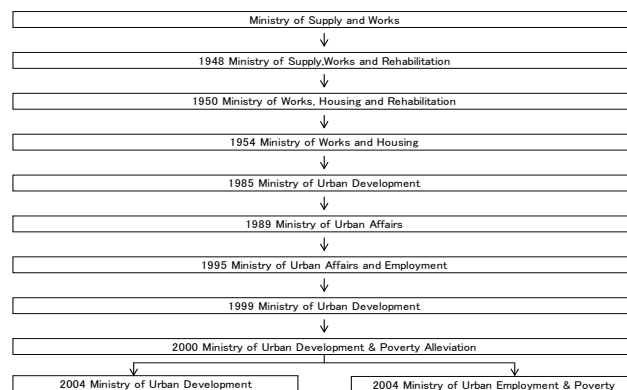 Ministry of Supply and Works
1948 Ministry of Supply,Works and Rehabilitation
1950 Ministry of Works, Housing and Rehabilitation
1954 Ministry of Works and Housing
1985 Ministry of Urban Development
1989 Ministry of Urban Affairs
1995 Ministry of Urban Affairs and Employment
1999 Ministry of Urban Development
2000 Ministry of Urban Development & Poverty Alleviation
2004 Ministry of Urban Development
2004 Ministry of Urban Employment & Poverty